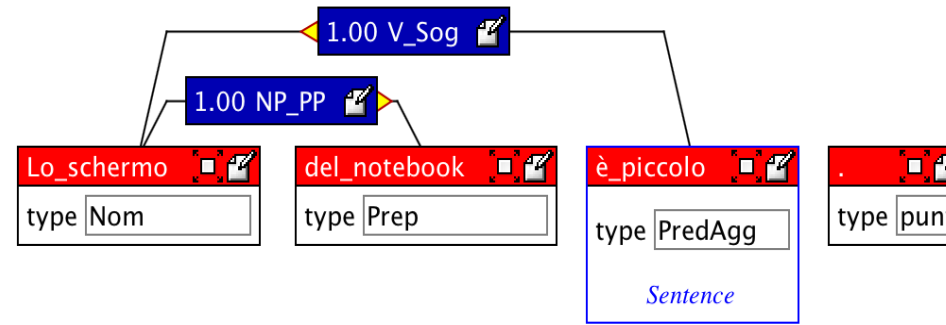 1.00 V_Sog
1.00 NP_PP
Lo_schermo del_notebook è_piccolo .
type Nom type Prep type PredAgg type pun
Sentence